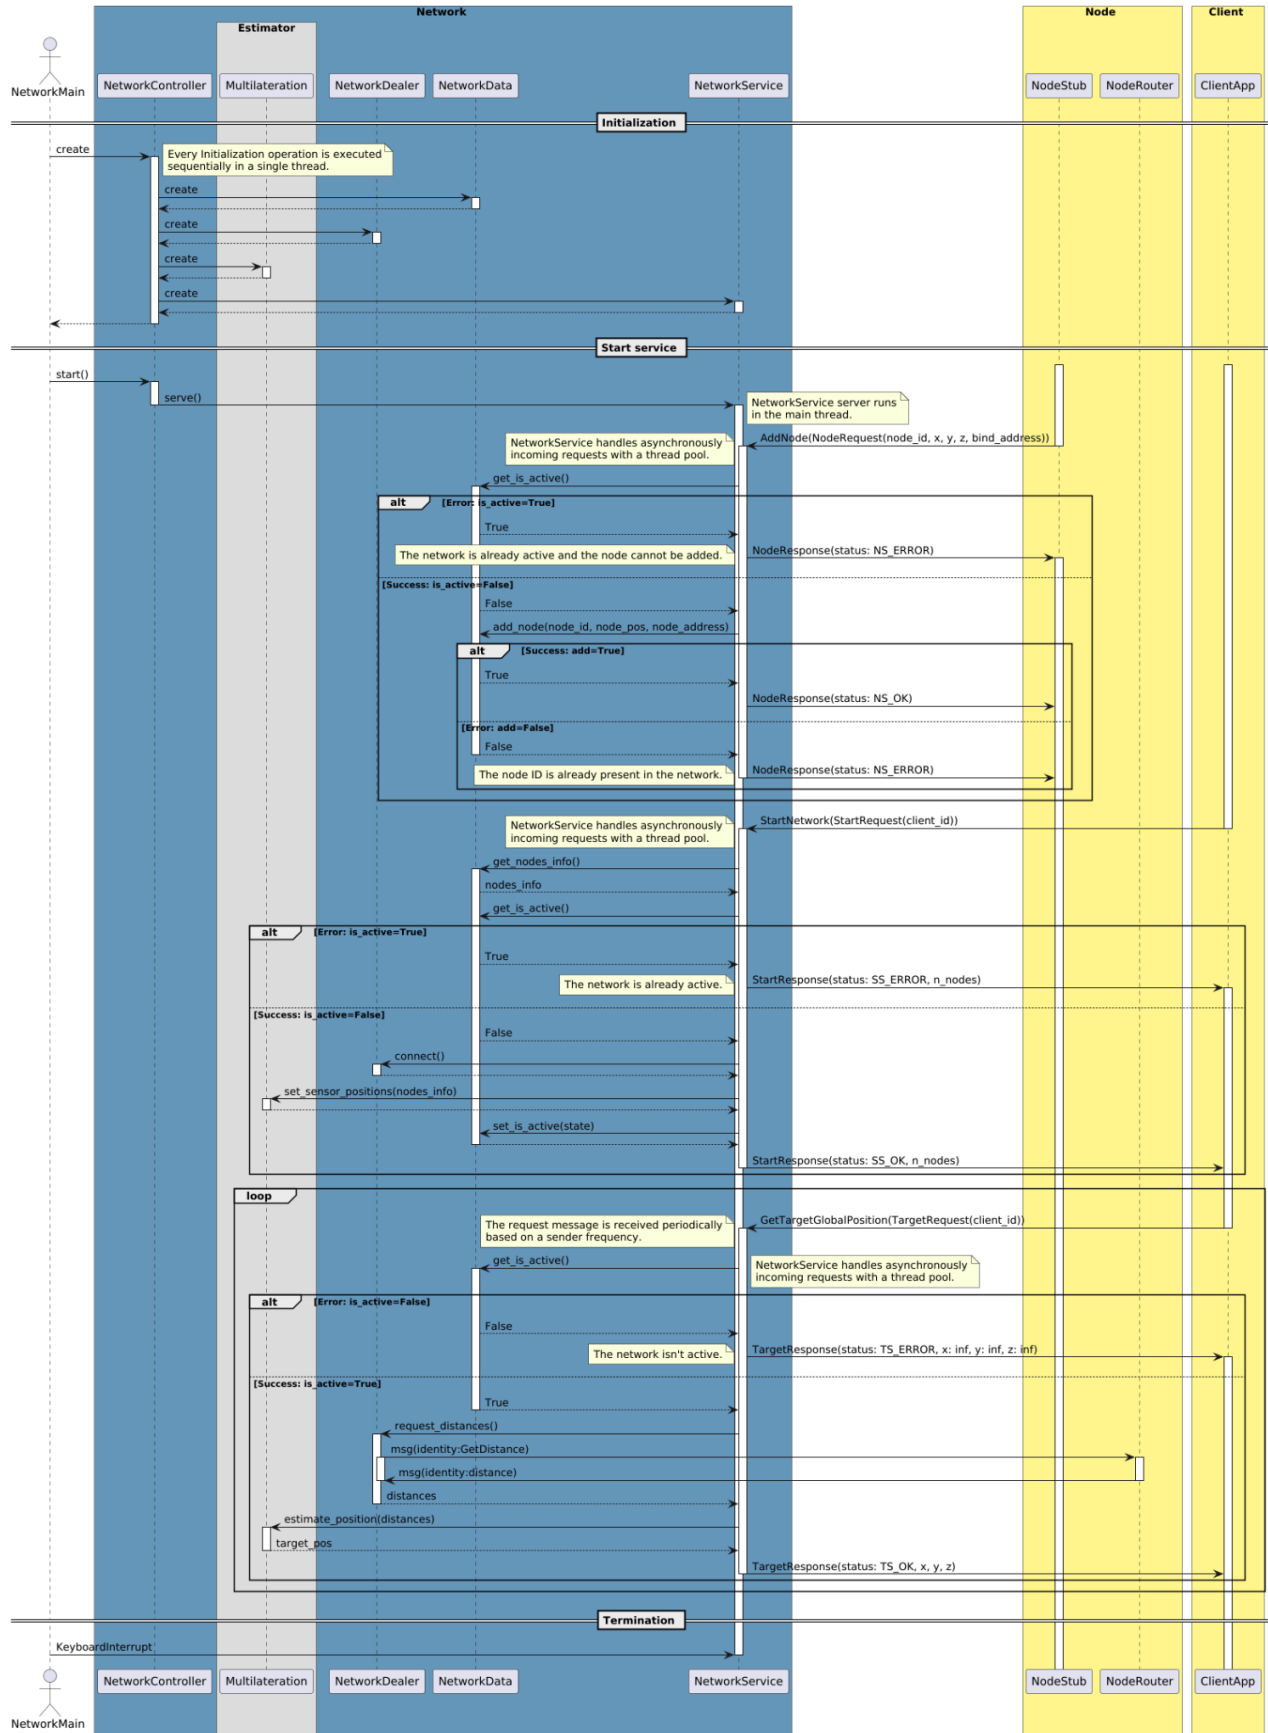 Network
Node
Client
Estimator
NetworkMain
NetworkController
Multilateration
NetworkDealer
NetworkData
NetworkService
NodeStub
NodeRouter
ClientApp
Initialization
create
Every Initialization operation is executed
sequentially in a single thread.
create
create
create
create
Start service
start()
serve()
NetworkService server runs
in the main thread.
AddNode(NodeRequest(node_id, x, y, z, bind_address))
NetworkService handles asynchronously
incoming requests with a thread pool.
get_is_active()
alt
[Error: is_active=True]
True
NodeResponse(status: NS_ERROR)
The network is already active and the node cannot be added.
[Success: is_active=False]
False
add_node(node_id, node_pos, node_address)
alt
[Success: add=True]
True
NodeResponse(status: NS_OK)
[Error: add=False]
False
NodeResponse(status: NS_ERROR)
The node ID is already present in the network.
StartNetwork(StartRequest(client_id))
NetworkService handles asynchronously
incoming requests with a thread pool.
get_nodes_info()
nodes_info
get_is_active()
alt
[Error: is_active=True]
True
StartResponse(status: SS_ERROR, n_nodes)
The network is already active.
[Success: is_active=False]
False
connect()
set_sensor_positions(nodes_info)
set_is_active(state)
StartResponse(status: SS_OK, n_nodes)
loop
GetTargetGlobalPosition(TargetRequest(client_id))
The request message is received periodically
based on a sender frequency.
get_is_active()
NetworkService handles asynchronously
incoming requests with a thread pool.
alt
[Error: is_active=False]
False
TargetResponse(status: TS_ERROR, x: inf, y: inf, z: inf)
The network isn't active.
[Success: is_active=True]
True
request_distances()
msg(identity:GetDistance)
msg(identity:distance)
distances
estimate_position(distances)
target_pos
TargetResponse(status: TS_OK, x, y, z)
Termination
KeyboardInterrupt
NetworkMain
NetworkController
Multilateration
NetworkDealer
NetworkData
NetworkService
NodeStub
NodeRouter
ClientApp